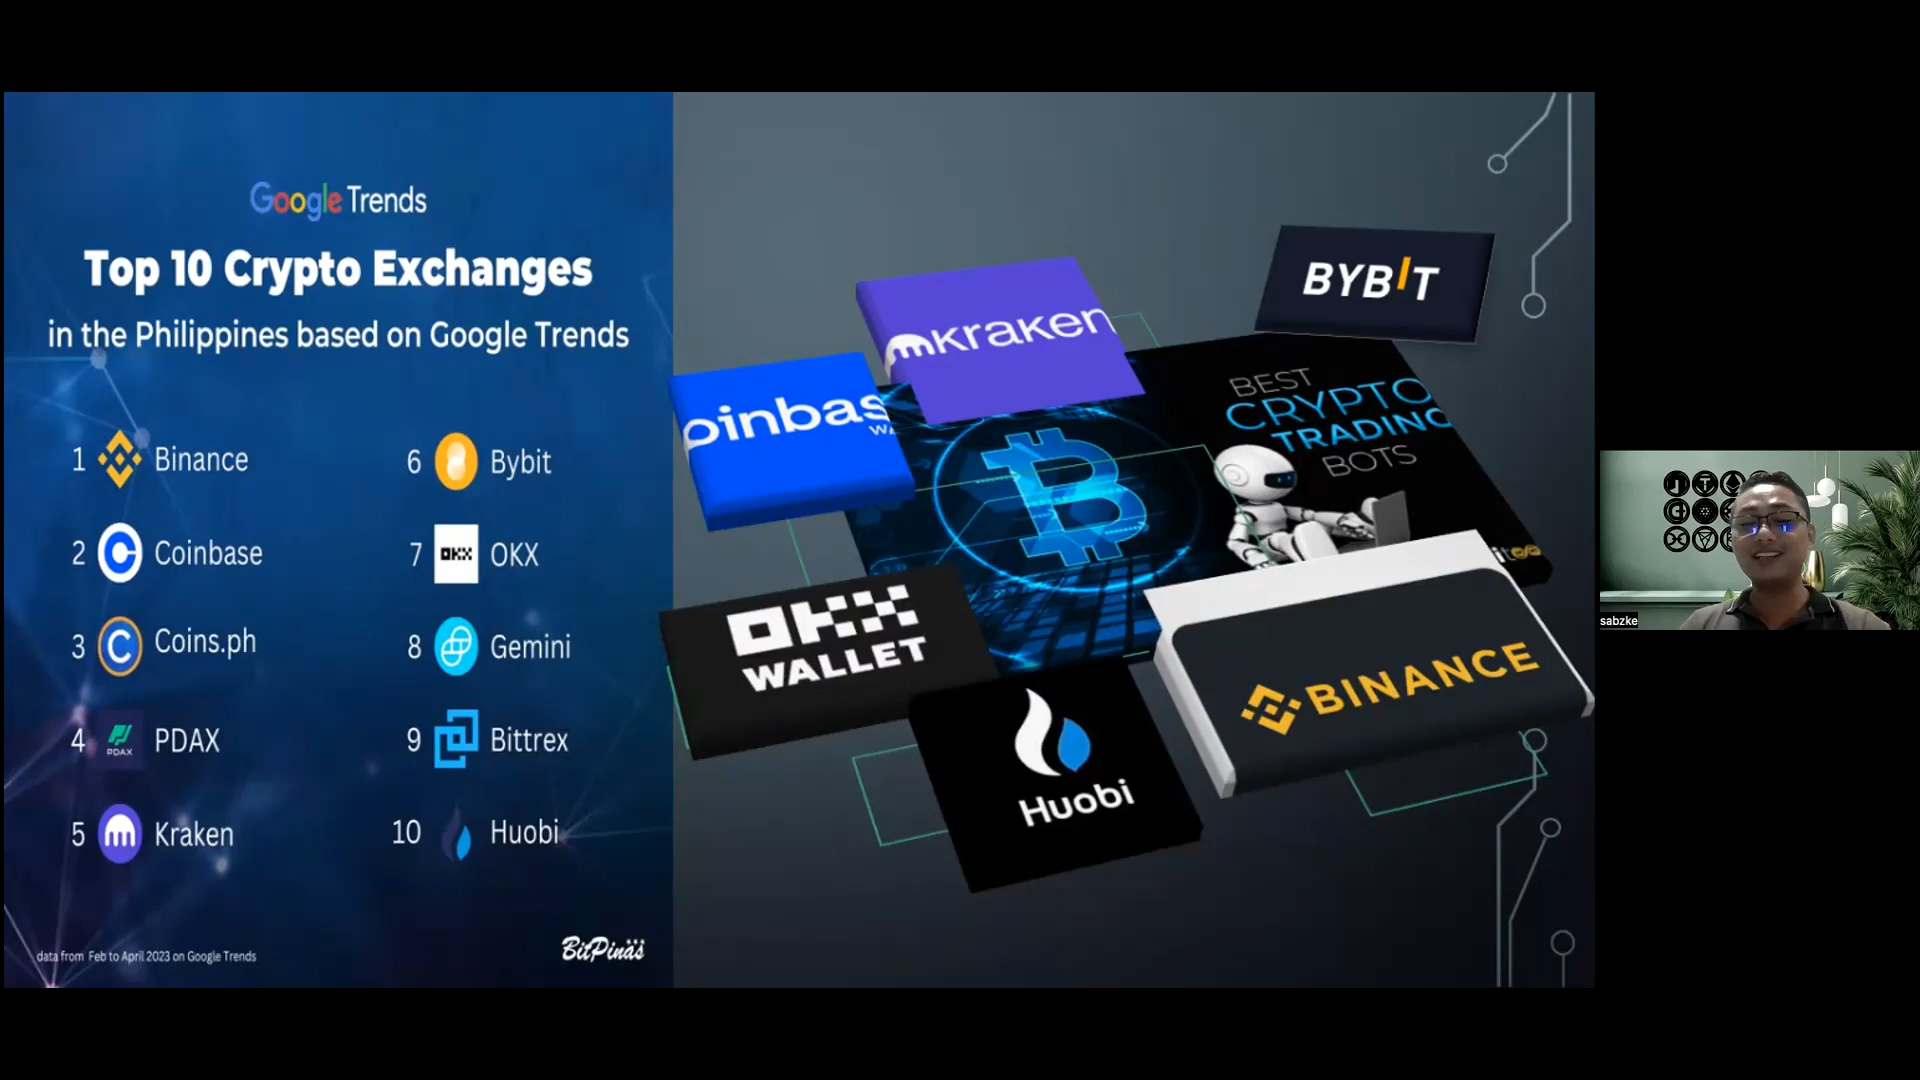 Google Trends
Top 10 Crypto Exchanges
in the Philippines based on Google Trends
1 Binance
2 Coinbase
3 Coins.ph
4 PDAX PDAX
5 Kraken
6 Bybit
7 OKX OKX
8 Gemini
9 Bittrex
10 Huobi
data from Feb to April 2023 on Google Trends
BitPinas
BYBIT
kraken
oinbas
W
BEST
CRYPTO
TRADING
BOTS
OKX
WALLET
BINANCE
Huobi
sabzke